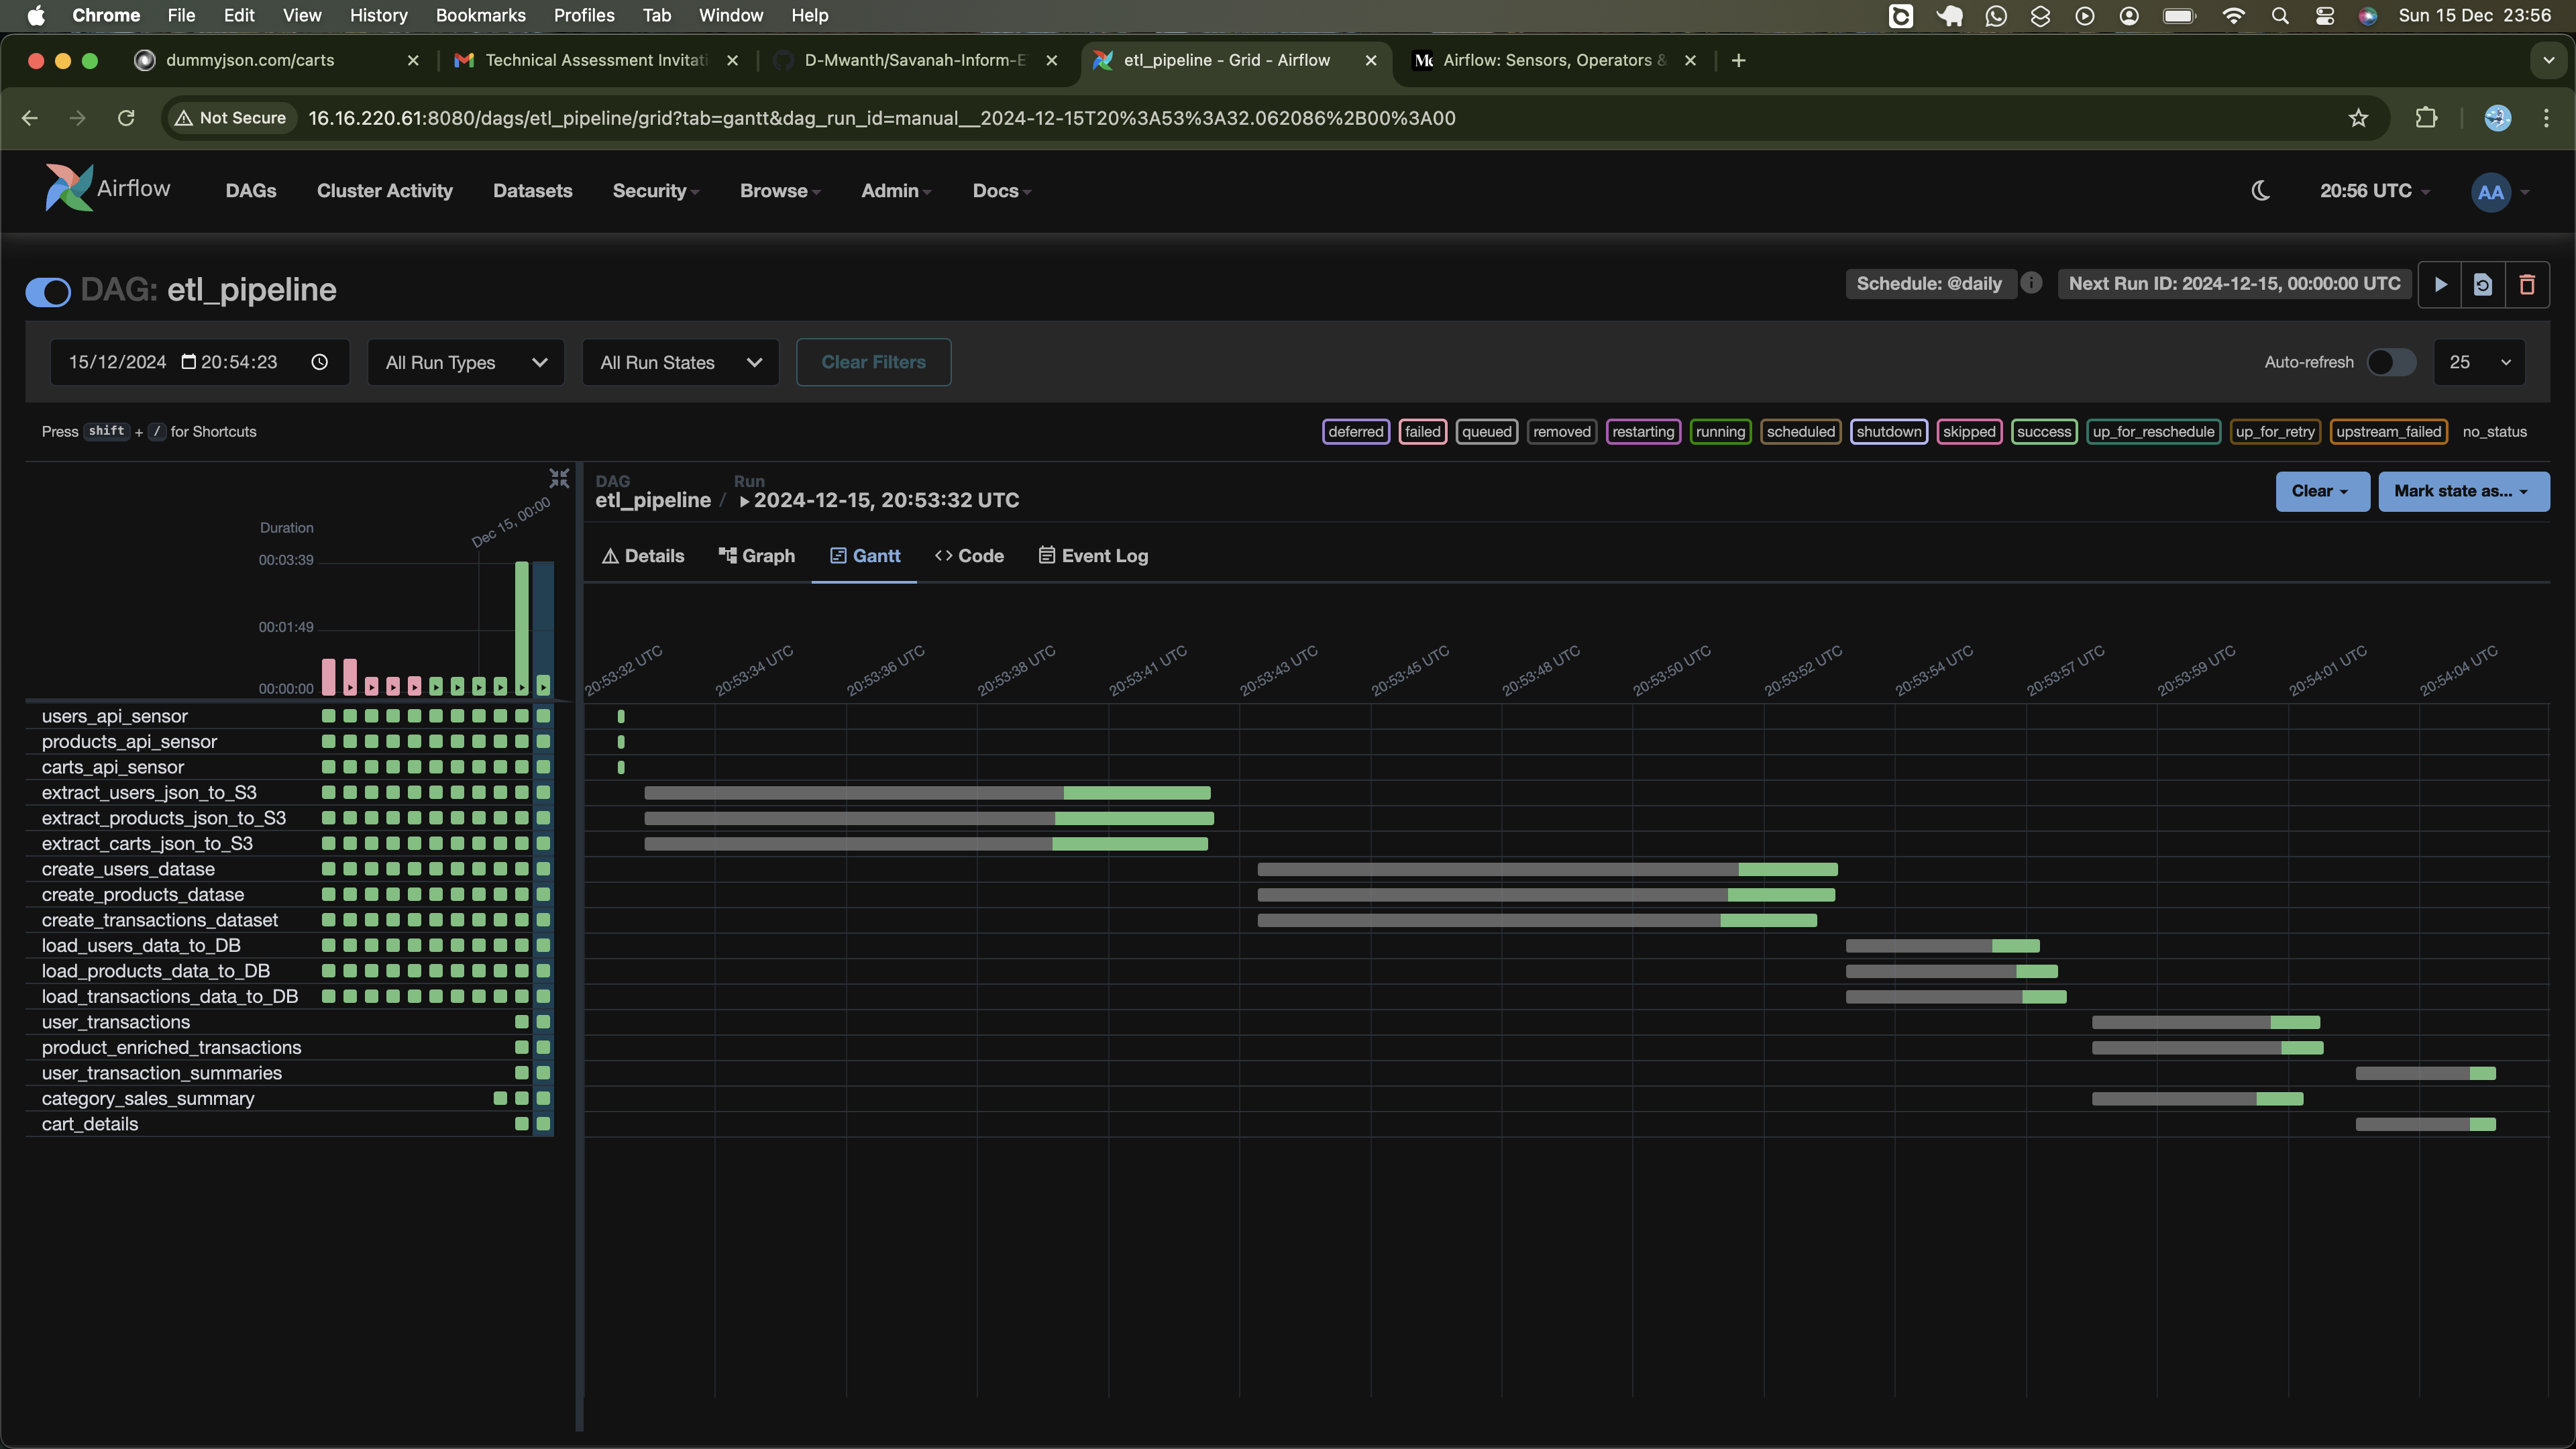 Chrome File Edit View History Bookmarks Profiles Tab Window Help Sun 15 Dec 23:56
dummyjson.com/carts Technical Assessment Invitati D-Mwanth/Savanah-Inform-E etl_pipeline - Grid - Airflow Airflow: Sensors, Operators &
Not Secure 16.16.220.61:8080/dags/etl_pipeline/grid?tab=gantt&dag_run_id=manual__2024-12-15T20%3A53%3A32.062086%2B00%3A00
Airflow DAGs Cluster Activity Datasets Security Browse Admin Docs 20:56 UTC AA
DAG: etl_pipeline Schedule: @daily Next Run ID: 2024-12-15, 00:00:00 UTC
15/12/2024 20:54:23 All Run Types All Run States Clear Filters Auto-refresh 25
Press shift + / for Shortcuts deferred failed queued removed restarting running scheduled shutdown skipped success up_for_reschedule up_for_retry upstream_failed no_status
DAG Run
etl_pipeline / 2024-12-15, 20:53:32 UTC Clear Mark state as...
Details Graph Gantt Code Event Log
Dec 15, 00:00
Duration
00:03:39
00:01:49
00:00:00
20:53:32 UTC 20:53:34 UTC 20:53:36 UTC 20:53:38 UTC 20:53:41 UTC 20:53:43 UTC 20:53:45 UTC 20:53:48 UTC 20:53:50 UTC 20:53:52 UTC 20:53:54 UTC 20:53:57 UTC 20:53:59 UTC 20:54:01 UTC 20:54:04 UTC
users_api_sensor
products_api_sensor
carts_api_sensor
extract_users_json_to_S3
extract_products_json_to_S3
extract_carts_json_to_S3
create_users_datase
create_products_datase
create_transactions_dataset
load_users_data_to_DB
load_products_data_to_DB
load_transactions_data_to_DB
user_transactions
product_enriched_transactions
user_transaction_summaries
category_sales_summary
cart_details